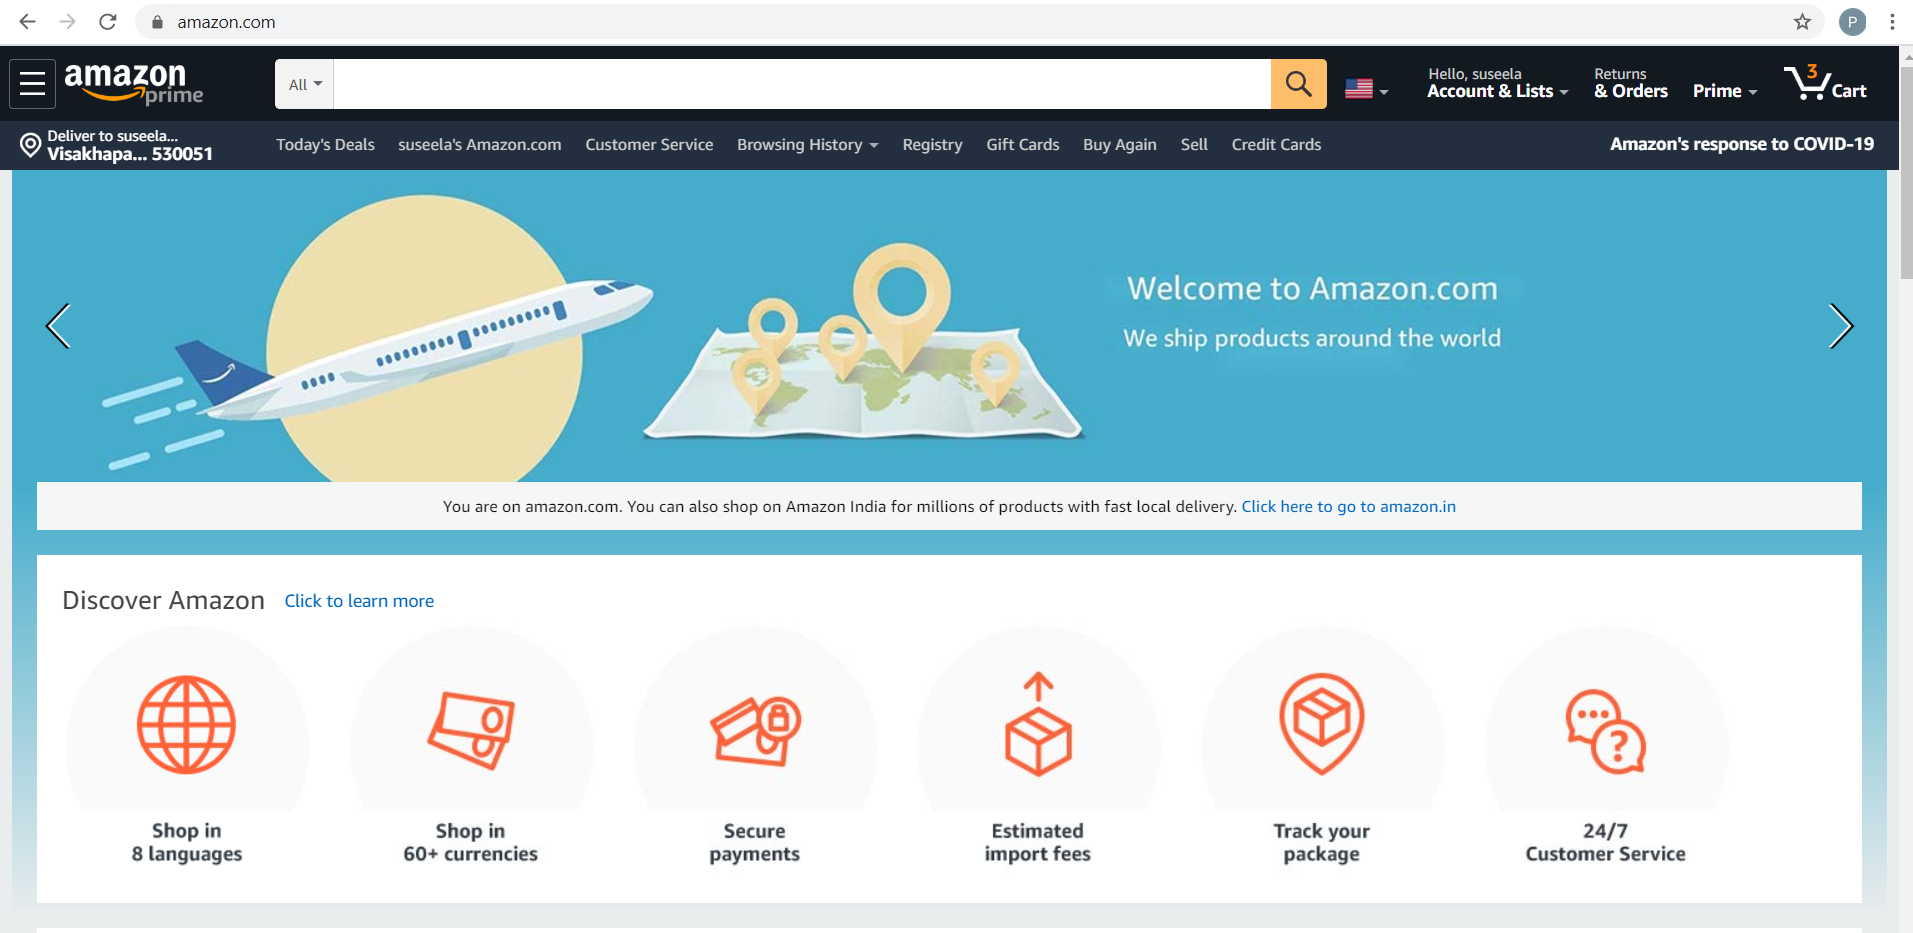 amazon.com
amazon
prime
All
Hello, suseela
Account & Lists
Returns
& Orders
Prime
3
Cart
P
Deliver to suseela...
Visakhapa... 530051
Today's Deals
suseela's Amazon.com
Customer Service
Browsing History
Registry
Gift Cards
Buy Again
Sell
Credit Cards
Amazon's response to COVID-19
Welcome to Amazon.com
We ship products around the world
You are on amazon.com. You can also shop on Amazon India for millions of products with fast local delivery. Click here to go to amazon.in
Discover Amazon
Click to learn more
Shop in
8 languages
Shop in
60+ currencies
Secure
payments
Estimated
import fees
Track your
package
24/7
Customer Service